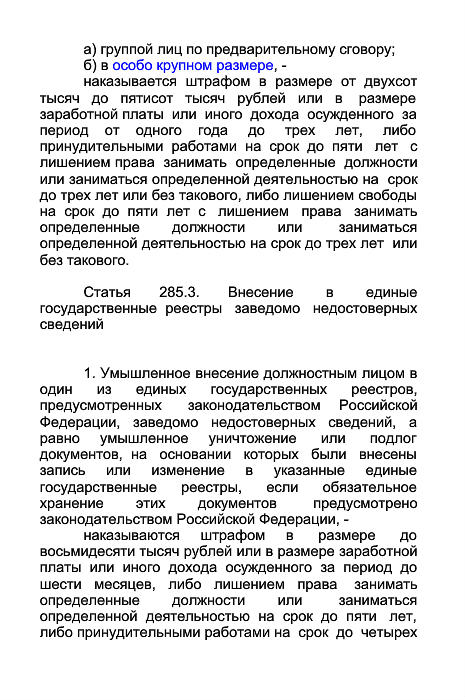 а) группой лиц по предварительному сговору;
б) в особо крупном размере, -
наказывается штрафом в размере от двухсот
тысяч до пятисот тысяч рублей или в размере
заработной платы или иного дохода осужденного за
период от одного года до трех лет, либо
принудительными работами на срок до пяти лет с
лишением права занимать определенные должности
или заниматься определенной деятельностью на срок
до трех лет или без такового, либо лишением свободы
на срок до пяти лет с лишением права занимать
определенные должности или заниматься
определенной деятельностью на срок до трех лет или
без такового.
Статья 285.3. Внесение в единые
государственные реестры заведомо недостоверных
сведений
1. Умышленное внесение должностным лицом в
один из единых государственных реестров,
предусмотренных законодательством Российской
Федерации, заведомо недостоверных сведений, а
равно умышленное уничтожение или подлог
документов, на основании которых были внесены
запись или изменение в указанные единые
государственные реестры, если обязательное
хранение этих документов предусмотрено
законодательством Российской Федерации, -
наказываются штрафом в размере до
восьмидесяти тысяч рублей или в размере заработной
платы или иного дохода осужденного за период до
шести месяцев, либо лишением права занимать
определенные должности или заниматься
определенной деятельностью на срок до пяти лет,
либо принудительными работами на срок до четырех